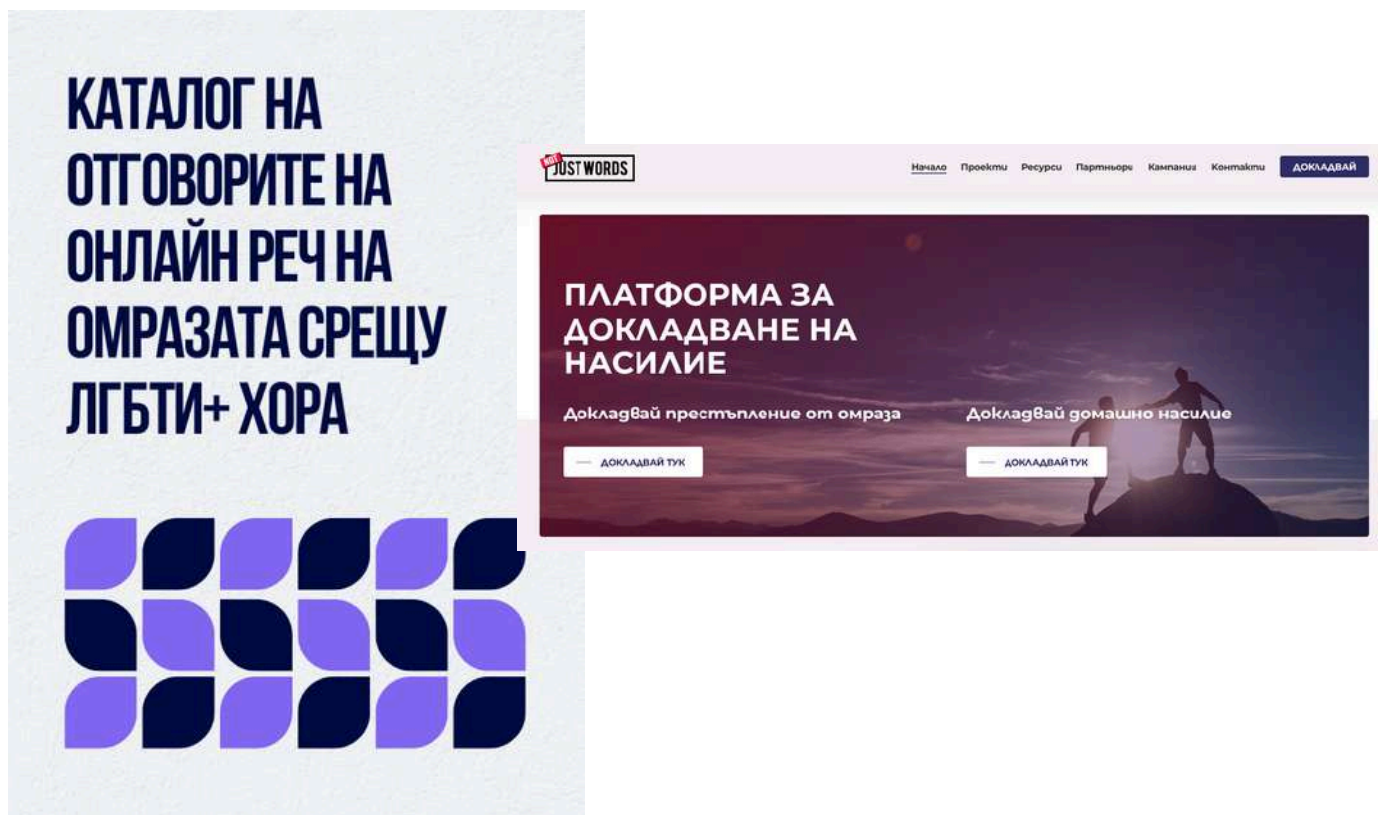 КАТАЛОГ НА
ОТГОВОРИТЕ НА
ОНЛАЙН РЕЧ НА
ОМРАЗАТА СРЕЩУ
ЛГБТИ+ ХОРА
NOT
JUST WORDS
Начало Проекти Ресурси Партньори Кампании Контакти ДОКЛАДВАЙ
ПЛАТФОРМА ЗА
ДОКЛАДВАНЕ НА
НАСИЛИЕ
Докладвай престъпление от омраза
ДОКЛАДВАЙ ТУК
Докладвай домашно насилие
ДОКЛАДВАЙ ТУК